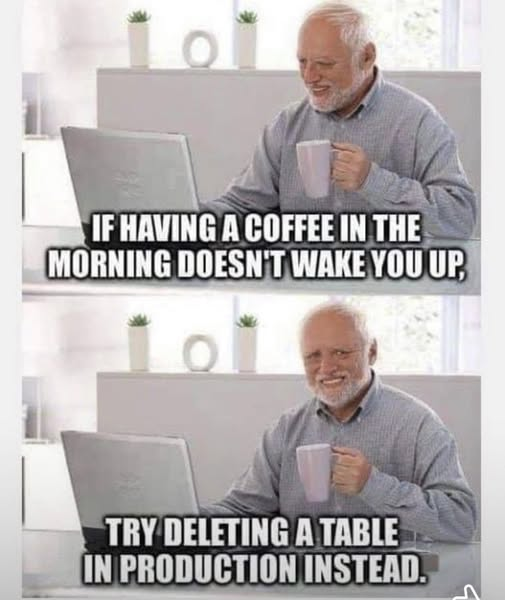 IF HAVING A COFFEE IN THE
MORNING DOESN'T WAKE YOU UP,
TRY DELETING A TABLE
IN PRODUCTION INSTEAD.